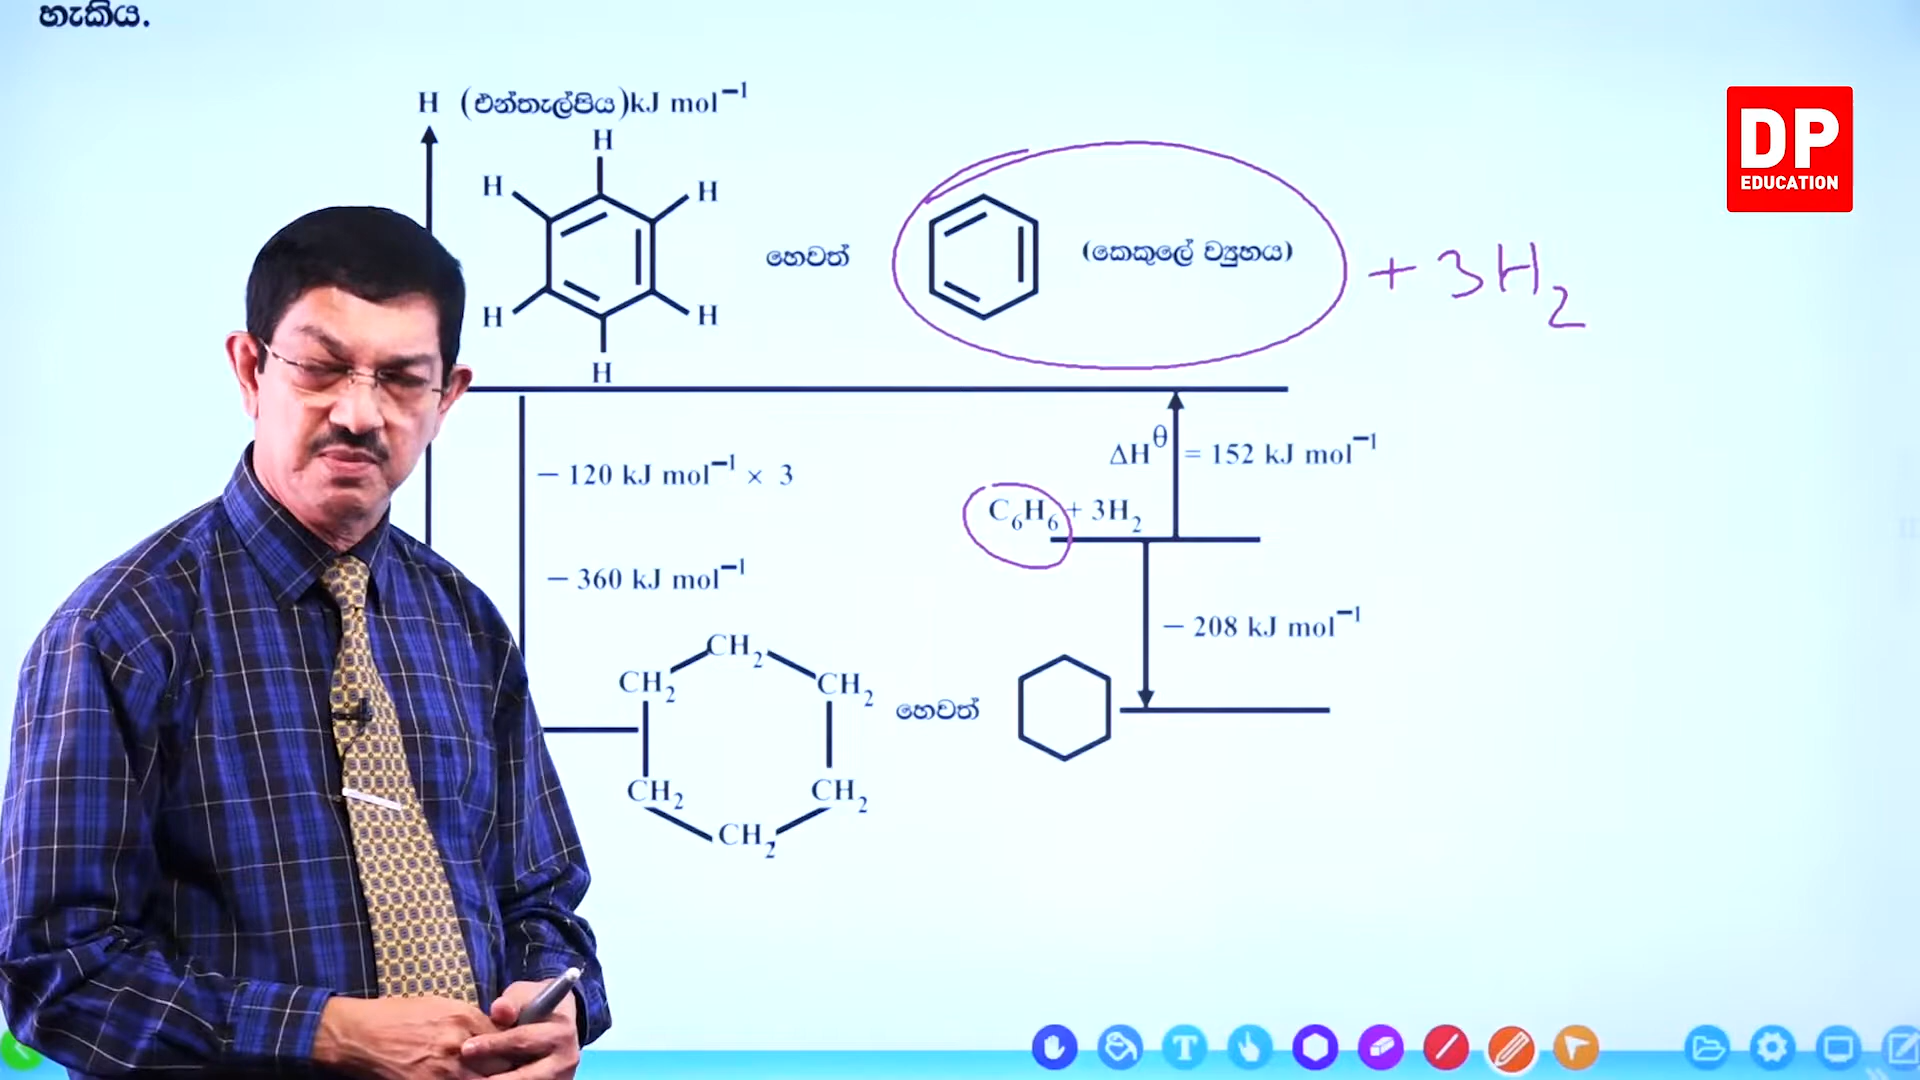 හැකිය.
H (එන්තැල්පිය)kJ mol⁻¹
H
H H
H H
H
හෙවත්
(කෙකුලේ ව්‍යුහය)
+ 3H₂
DP
EDUCATION
– 120 kJ mol⁻¹ × 3
ΔH^θ = 152 kJ mol⁻¹
C₆H₆ + 3H₂
– 360 kJ mol⁻¹
– 208 kJ mol⁻¹
CH₂
CH₂ CH₂
හෙවත්
CH₂ CH₂
CH₂
T